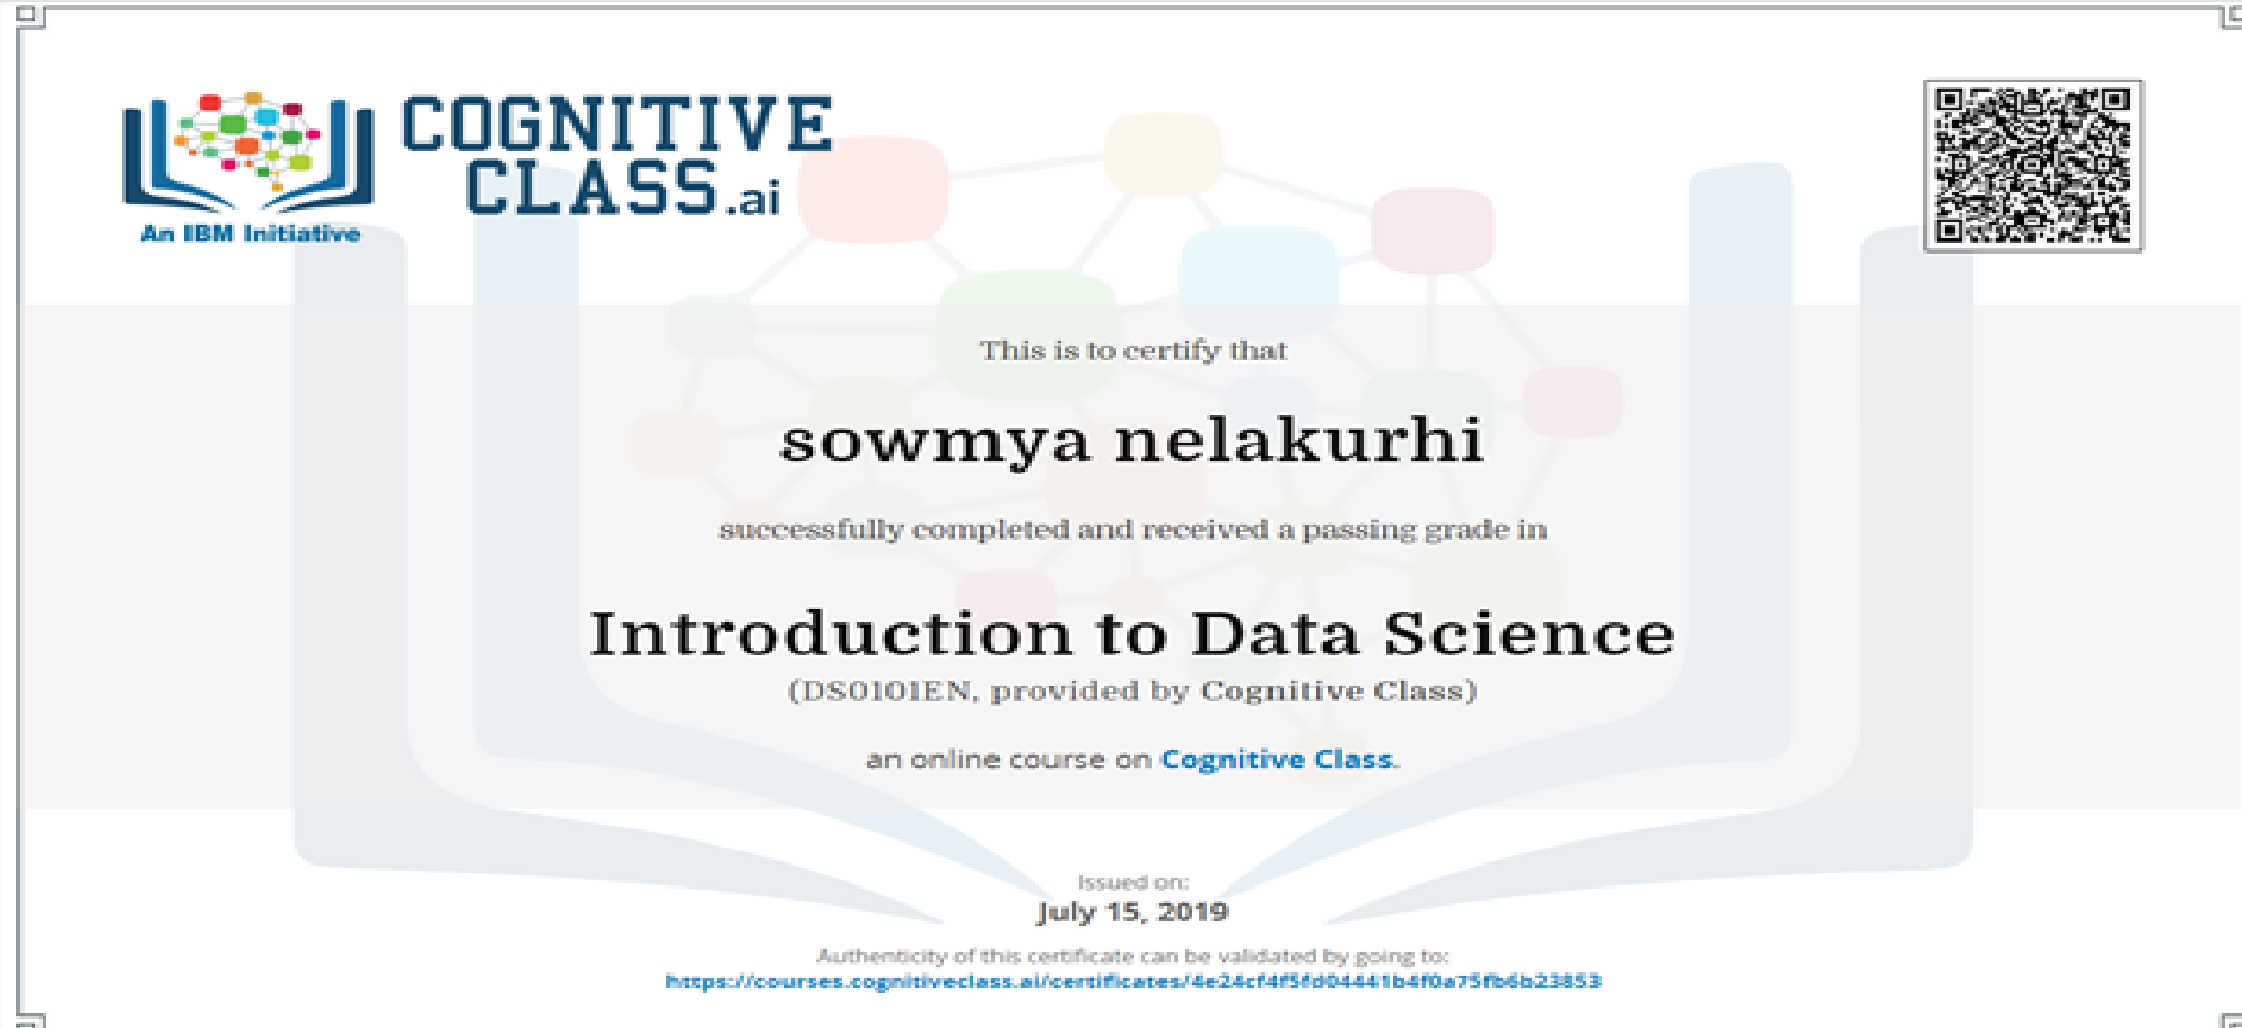 COGNITIVE
CLASS.ai
An IBM Initiative
This is to certify that
sowmya nelakurhi
successfully completed and received a passing grade in
Introduction to Data Science
(DS0101EN, provided by Cognitive Class)
an online course on Cognitive Class.
Issued on:
July 15, 2019
Authenticity of this certificate can be validated by going to:
https://courses.cognitiveclass.ai/certificates/4e24cf4f5fd04441b4f0a75fb6b23853